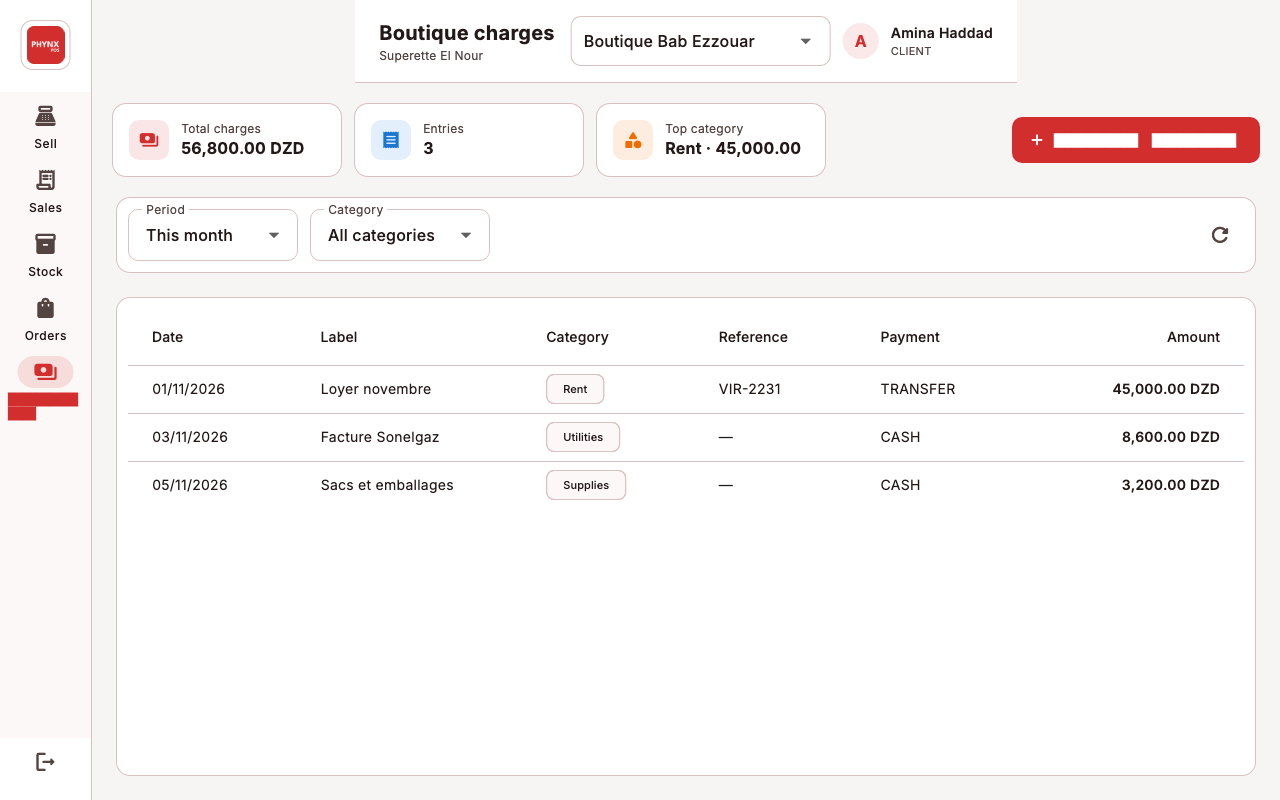 PHYNX
POS
Boutique charges
Superette El Nour
Boutique Bab Ezzouar
A
Amina Haddad
CLIENT
Sell
Sales
Stock
Orders
Total charges
56,800.00 DZD
Entries
3
Top category
Rent · 45,000.00
+
Period
This month
Category
All categories
Date Label Category Reference Payment Amount
01/11/2026 Loyer novembre Rent VIR-2231 TRANSFER 45,000.00 DZD
03/11/2026 Facture Sonelgaz Utilities — CASH 8,600.00 DZD
05/11/2026 Sacs et emballages Supplies — CASH 3,200.00 DZD